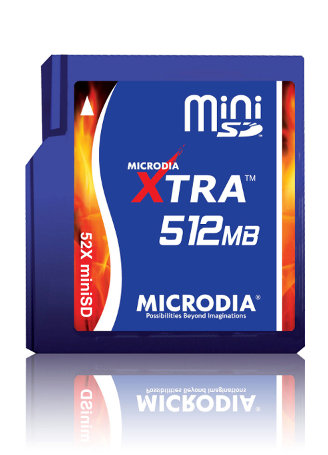 mini
SD
MICRODIA
XTRA™
512MB
52X miniSD
MICRODIA®
Possibilities Beyond Imaginations